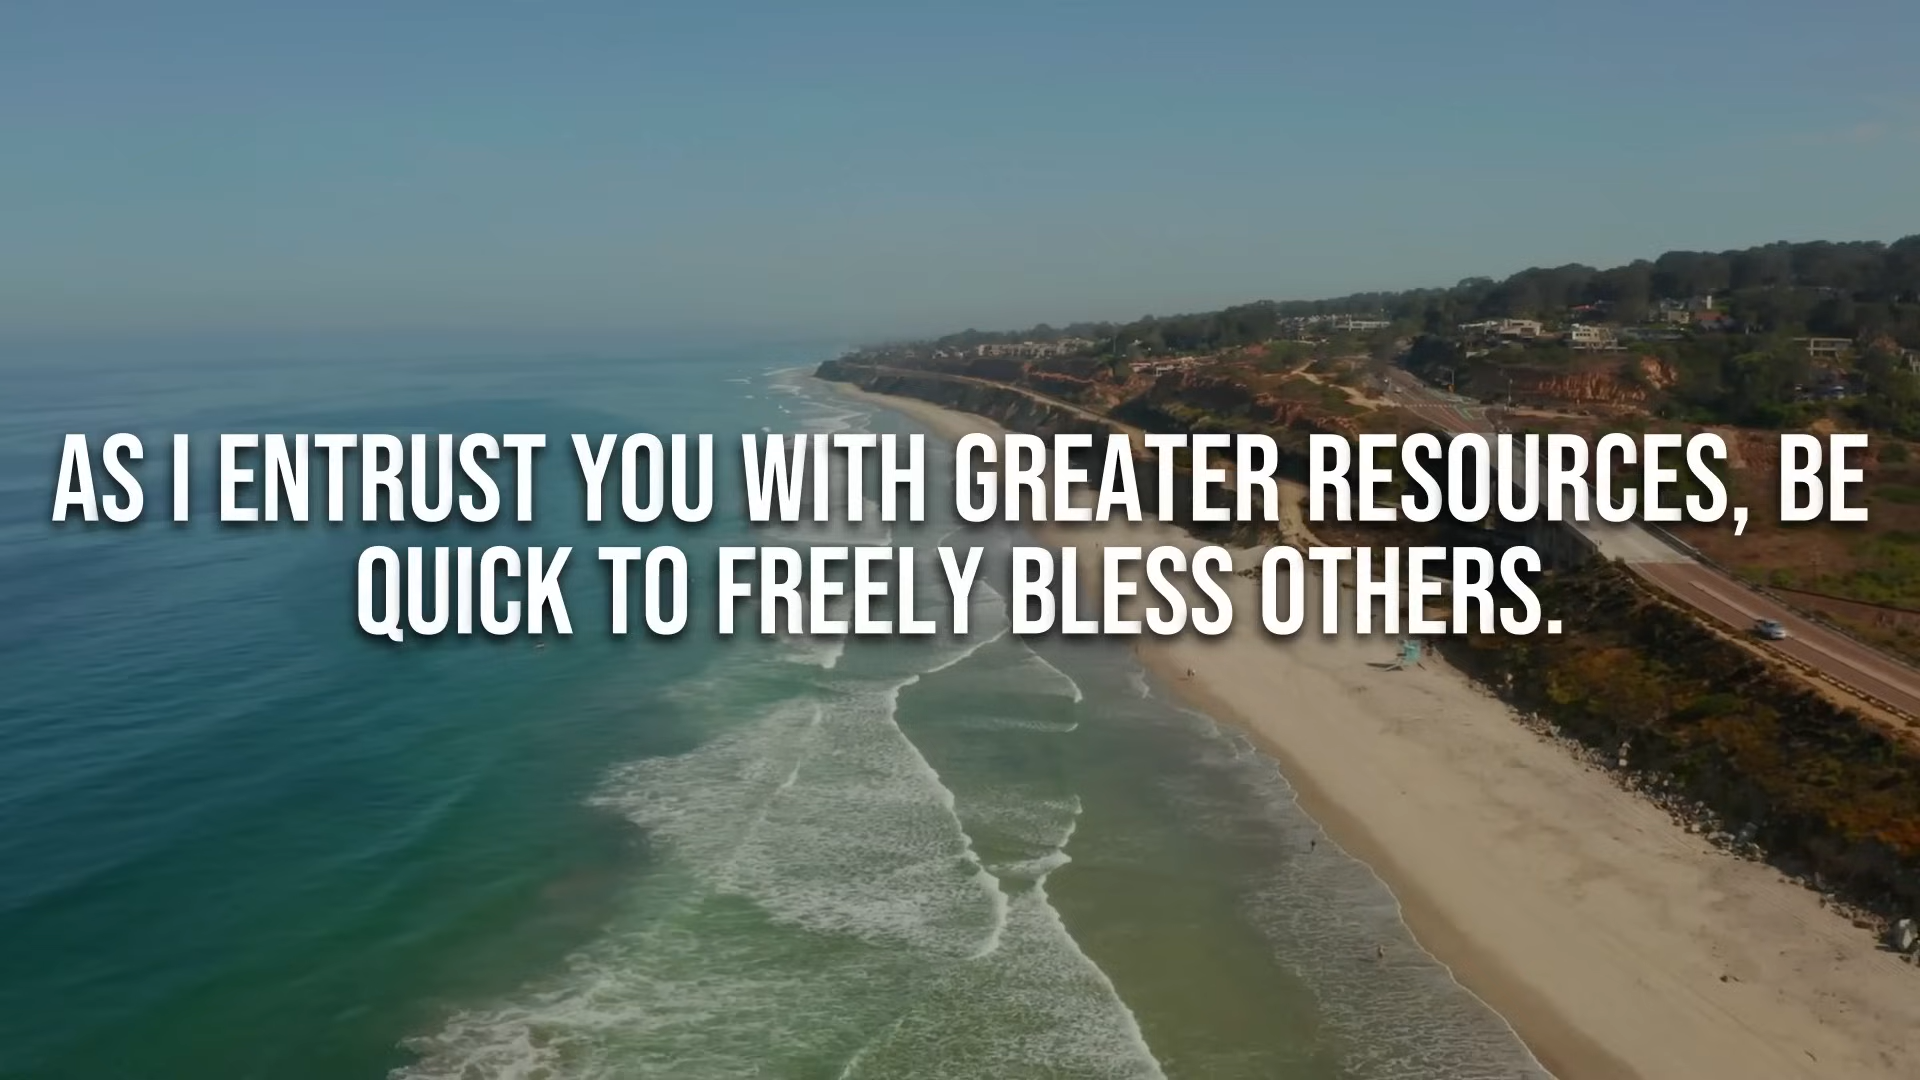 AS I ENTRUST YOU WITH GREATER RESOURCES, BE
QUICK TO FREELY BLESS OTHERS.